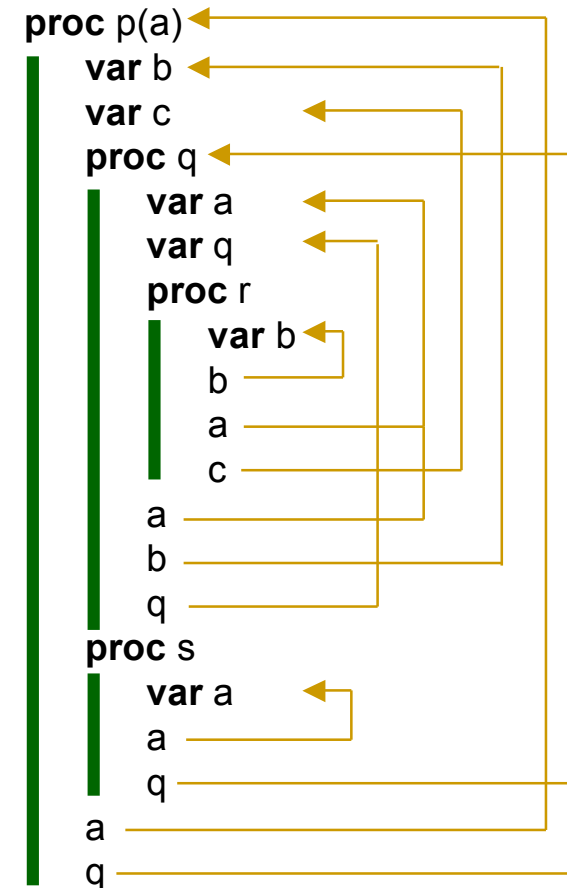 proc p(a)
var b
var c
proc q
var a
var q
proc r
var b
b
a
c
a
b
q
proc s
var a
a
q
a
q